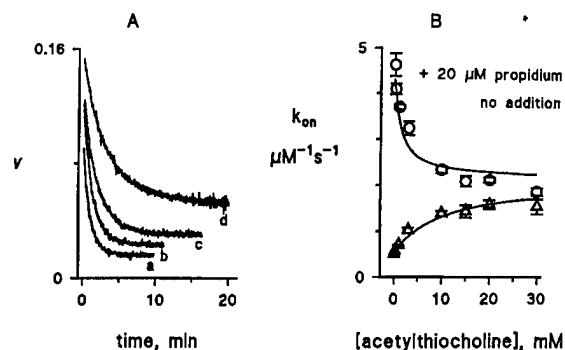 A
0.16
v
0
d
c
b
a
0
10
20
time, min
B
5
+ 20 μM propidium
no addition
kon
μM⁻¹s⁻¹
0
0
10
20
30
[acetylthiocholine], mM